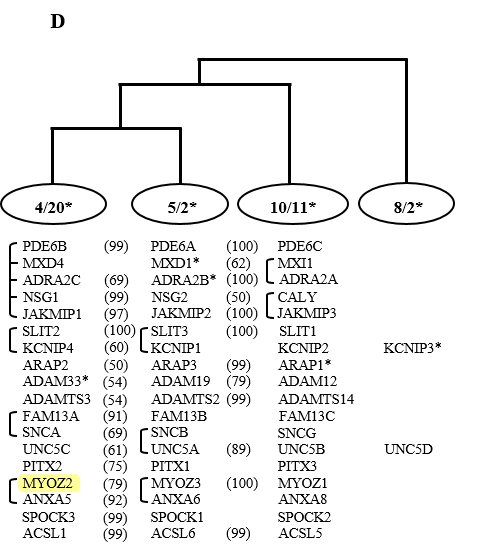 D
4/20* 5/2* 10/11* 8/2*
PDE6B (99) PDE6A (100) PDE6C
MXD4 MXD1* (62) MXI1
ADRA2C (69) ADRA2B* (100) ADRA2A
NSG1 (99) NSG2 (50) CALY
JAKMIP1 (97) JAKMIP2 (100) JAKMIP3
SLIT2 (100) SLIT3 (100) SLIT1
KCNIP4 (60) KCNIP1 KCNIP2 KCNIP3*
ARAP2 (50) ARAP3 (99) ARAP1*
ADAM33* (54) ADAM19 (79) ADAM12
ADAMTS3 (54) ADAMTS2 (99) ADAMTS14
FAM13A (91) FAM13B FAM13C
SNCA (69) SNCB SNCG
UNC5C (61) UNC5A (89) UNC5B UNC5D
PITX2 (75) PITX1 PITX3
MYOZ2 (79) MYOZ3 (100) MYOZ1
ANXA5 (92) ANXA6 ANXA8
SPOCK3 (99) SPOCK1 SPOCK2
ACSL1 (99) ACSL6 (99) ACSL5